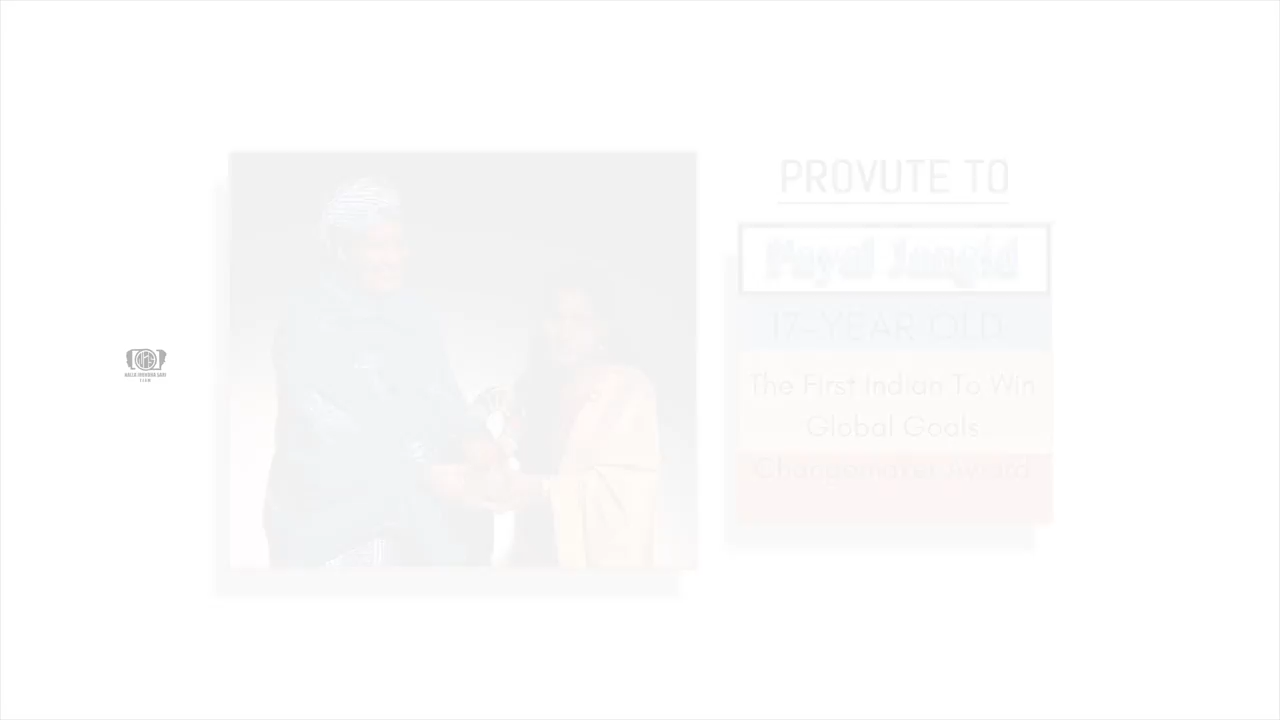 PROVUTE TO
Payal Jangid
17-YEAR OLD
The First Indian To Win
Global Goals
Changemaker Award